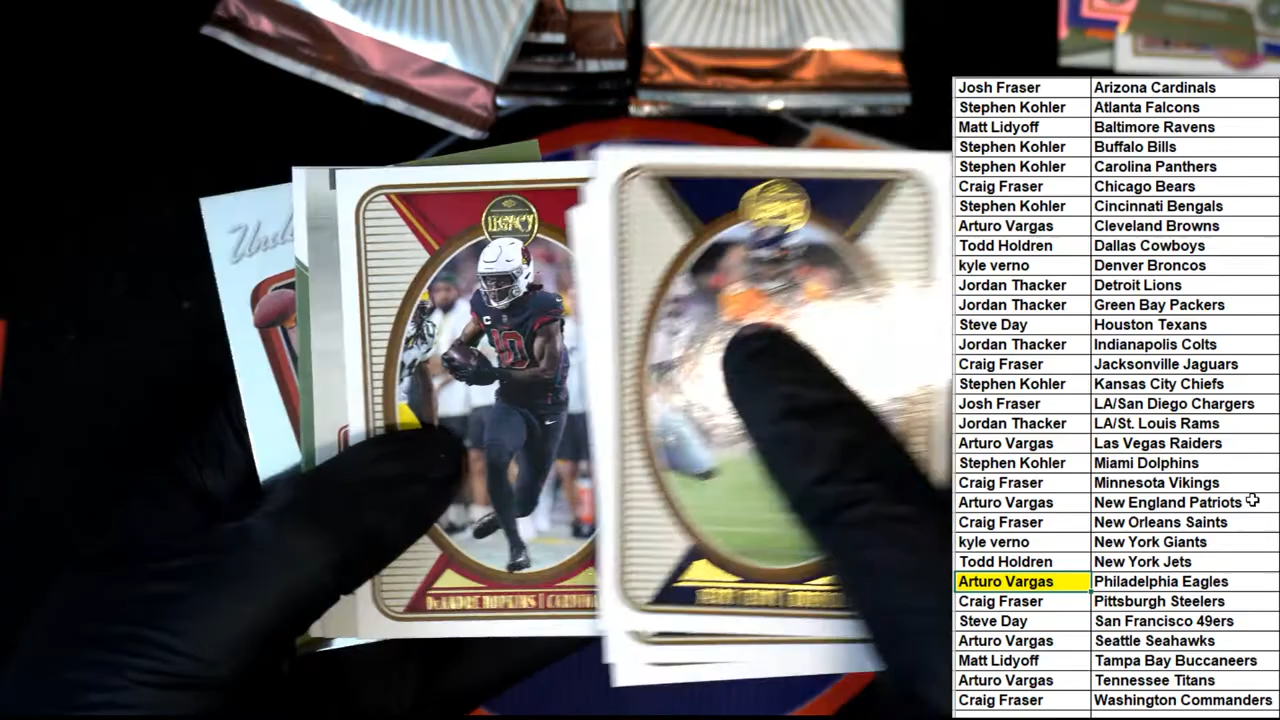 Und
LEGACY
DeANDRE HOPKINS | CARDIN
Josh Fraser Arizona Cardinals
Stephen Kohler Atlanta Falcons
Matt Lidyoff Baltimore Ravens
Stephen Kohler Buffalo Bills
Stephen Kohler Carolina Panthers
Craig Fraser Chicago Bears
Stephen Kohler Cincinnati Bengals
Arturo Vargas Cleveland Browns
Todd Holdren Dallas Cowboys
kyle verno Denver Broncos
Jordan Thacker Detroit Lions
Jordan Thacker Green Bay Packers
Steve Day Houston Texans
Jordan Thacker Indianapolis Colts
Craig Fraser Jacksonville Jaguars
Stephen Kohler Kansas City Chiefs
Josh Fraser LA/San Diego Chargers
Jordan Thacker LA/St. Louis Rams
Arturo Vargas Las Vegas Raiders
Stephen Kohler Miami Dolphins
Craig Fraser Minnesota Vikings
Arturo Vargas New England Patriots
Craig Fraser New Orleans Saints
kyle verno New York Giants
Todd Holdren New York Jets
Arturo Vargas Philadelphia Eagles
Craig Fraser Pittsburgh Steelers
Steve Day San Francisco 49ers
Arturo Vargas Seattle Seahawks
Matt Lidyoff Tampa Bay Buccaneers
Arturo Vargas Tennessee Titans
Craig Fraser Washington Commanders
10